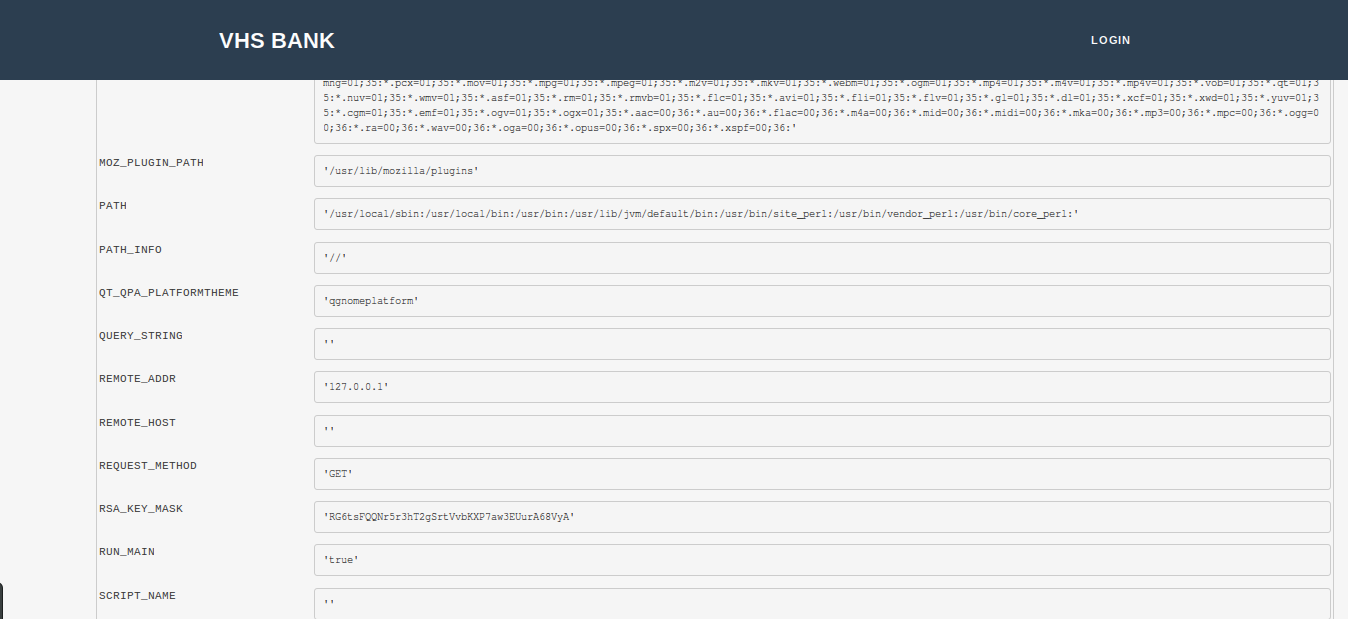 VHS BANK
LOGIN
mng=01;35:*.pcx=01;35:*.mov=01;35:*.mpg=01;35:*.mpeg=01;35:*.m2v=01;35:*.mkv=01;35:*.webm=01;35:*.ogm=01;35:*.mp4=01;35:*.m4v=01;35:*.mp4v=01;35:*.vob=01;35:*.qt=01;3
5:*.nuv=01;35:*.wmv=01;35:*.asf=01;35:*.rm=01;35:*.rmvb=01;35:*.flc=01;35:*.avi=01;35:*.fli=01;35:*.flv=01;35:*.gl=01;35:*.dl=01;35:*.xcf=01;35:*.xwd=01;35:*.yuv=01;3
5:*.cgm=01;35:*.emf=01;35:*.ogv=01;35:*.ogx=01;35:*.aac=00;36:*.au=00;36:*.flac=00;36:*.m4a=00;36:*.mid=00;36:*.midi=00;36:*.mka=00;36:*.mp3=00;36:*.mpc=00;36:*.ogg=0
0;36:*.ra=00;36:*.wav=00;36:*.oga=00;36:*.opus=00;36:*.spx=00;36:*.xspf=00;36:'
MOZ_PLUGIN_PATH
'/usr/lib/mozilla/plugins'
PATH
'/usr/local/sbin:/usr/local/bin:/usr/bin:/usr/lib/jvm/default/bin:/usr/bin/site_perl:/usr/bin/vendor_perl:/usr/bin/core_perl:'
PATH_INFO
'//'
QT_QPA_PLATFORMTHEME
'qgnomeplatform'
QUERY_STRING
''
REMOTE_ADDR
'127.0.0.1'
REMOTE_HOST
''
REQUEST_METHOD
'GET'
RSA_KEY_MASK
'RG6tsFQQNr5r3hT2gSrtVvbKXP7aw3EUurA68VyA'
RUN_MAIN
'true'
SCRIPT_NAME
''